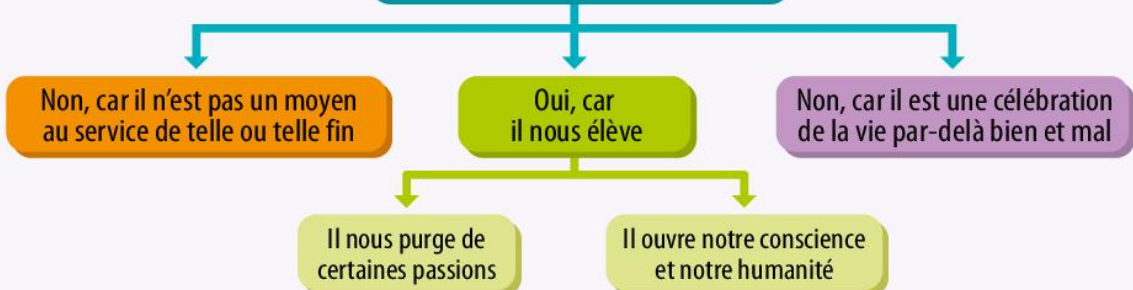 Non, car il n'est pas un moyen
au service de telle ou telle fin
Oui, car
il nous élève
Non, car il est une célébration
de la vie par-delà bien et mal
Il nous purge de
certaines passions
Il ouvre notre conscience
et notre humanité